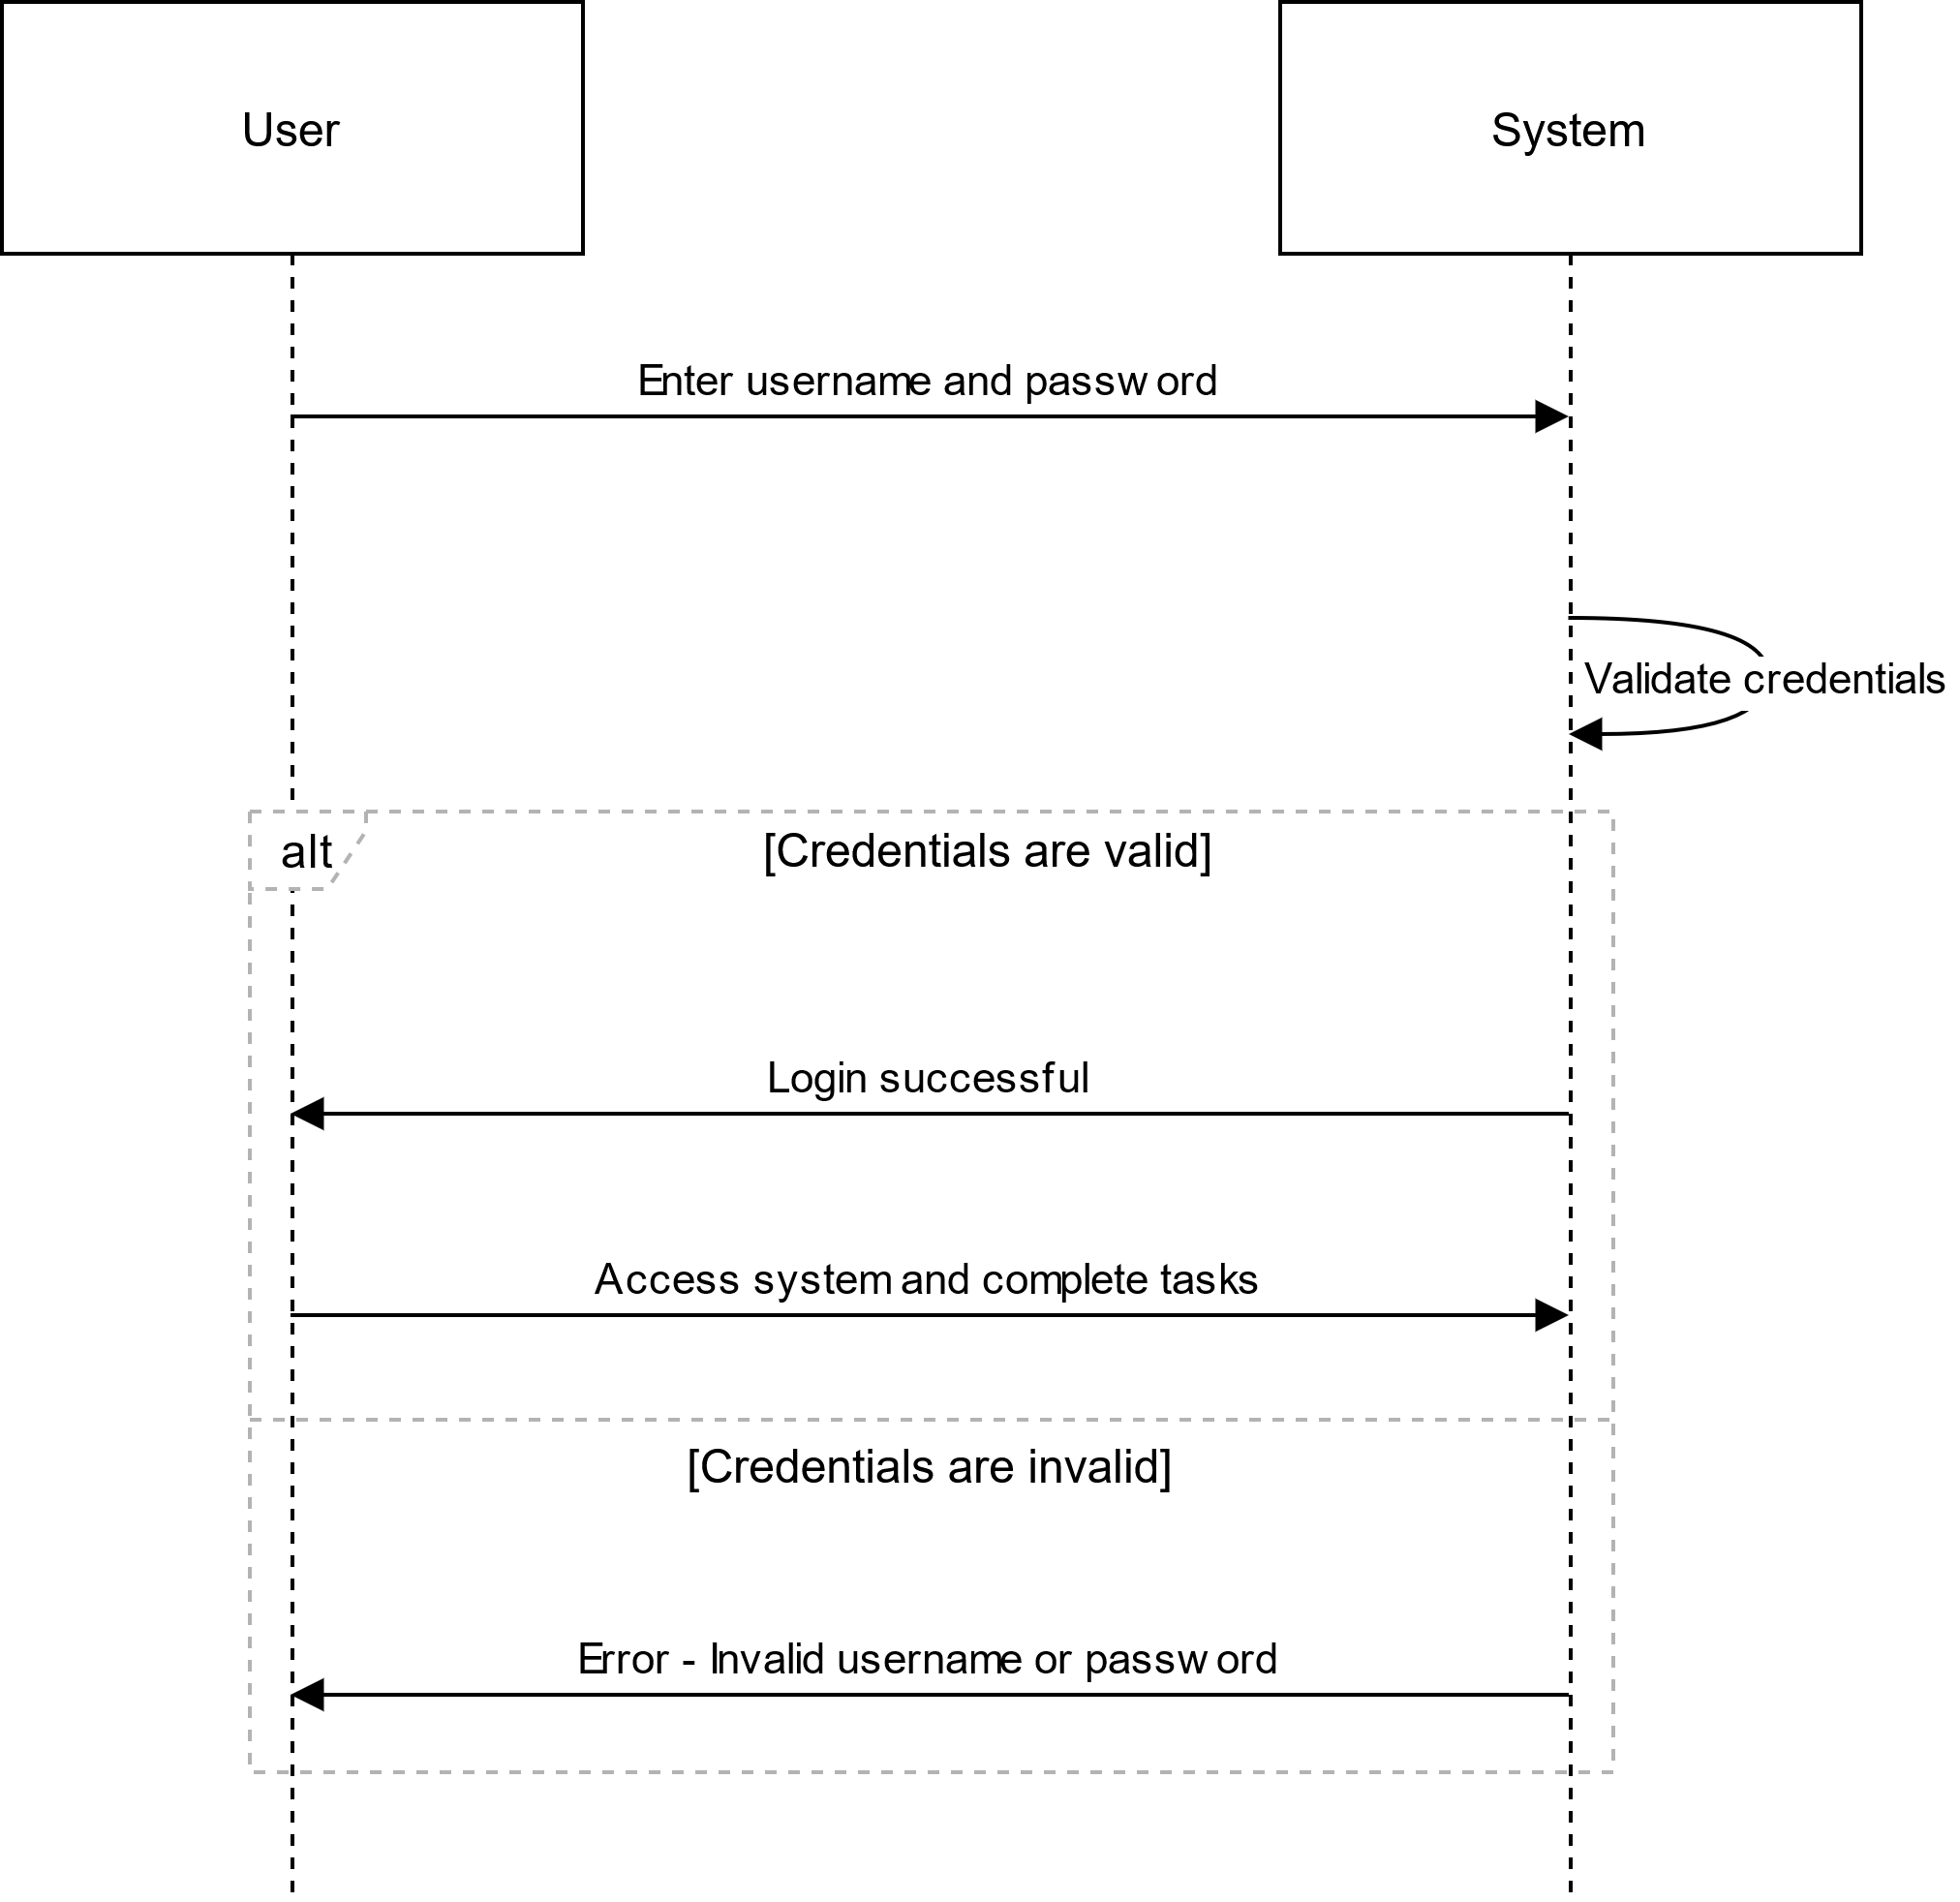 User
System
Enter username and password
Validate credentials
alt
[Credentials are valid]
Login successful
Access system and complete tasks
[Credentials are invalid]
Error - Invalid username or password